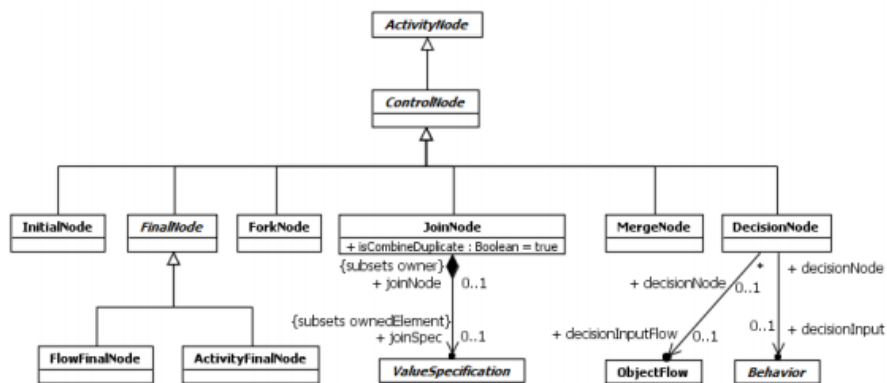 ActivityNode
ControlNode
InitialNode
FinalNode
ForkNode
JoinNode
+ isCombineDuplicate : Boolean = true
MergeNode
DecisionNode
{subsets owner}
+ joinNode
0..1
+ decisionNode
0..1
*
+ decisionNode
{subsets ownedElement}
+ joinSpec
0..1
+ decisionInputFlow
0..1
0..1
+ decisionInput
FlowFinalNode
ActivityFinalNode
ValueSpecification
ObjectFlow
Behavior